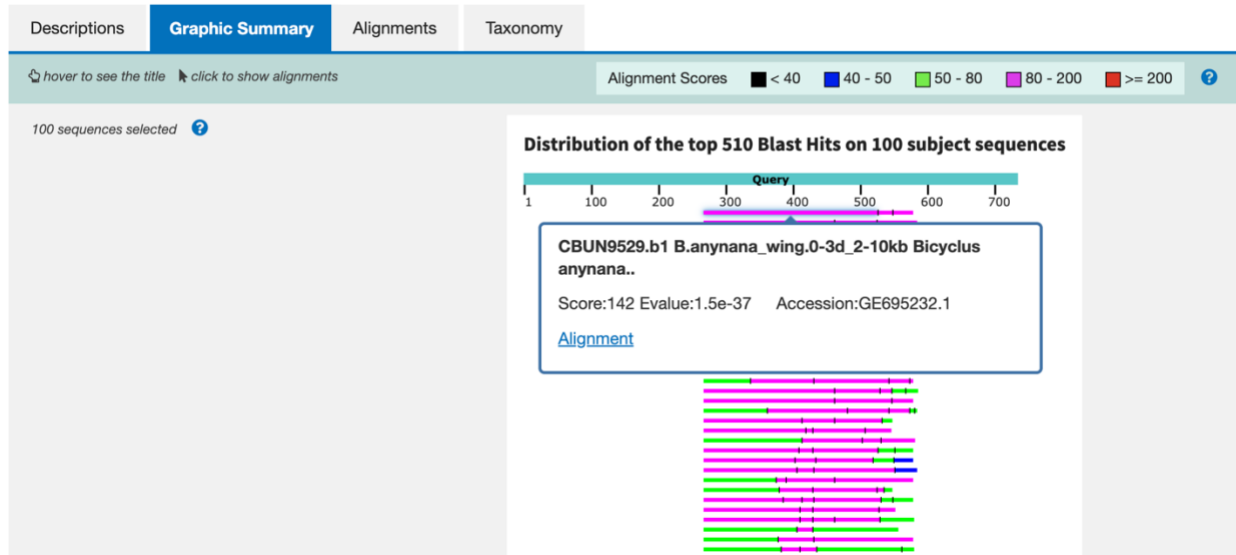 Descriptions Graphic Summary Alignments Taxonomy
hover to see the title click to show alignments Alignment Scores < 40 40 - 50 50 - 80 80 - 200 >= 200 ?
100 sequences selected ?
Distribution of the top 510 Blast Hits on 100 subject sequences
Query
1 100 200 300 400 500 600 700
CBUN9529.b1 B.anynana_wing.0-3d_2-10kb Bicyclus
anynana..
Score:142 Evalue:1.5e-37 Accession:GE695232.1
Alignment